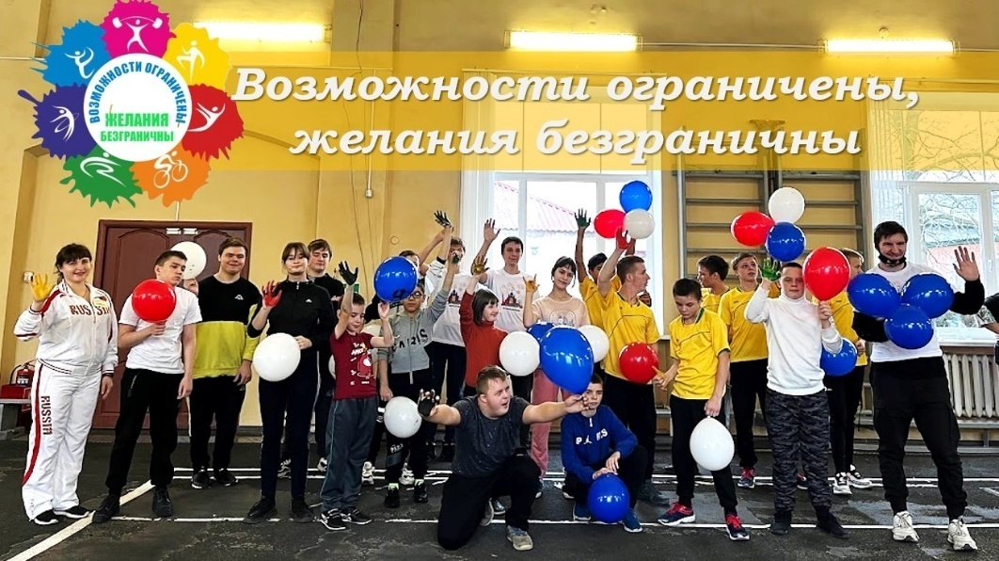 ВОЗМОЖНОСТИ ОГРАНИЧЕНЫ,
ЖЕЛАНИЯ
БЕЗГРАНИЧНЫ
Возможности ограничены,
желания безграничны
RUSSIA
RUSSIA
PARIS